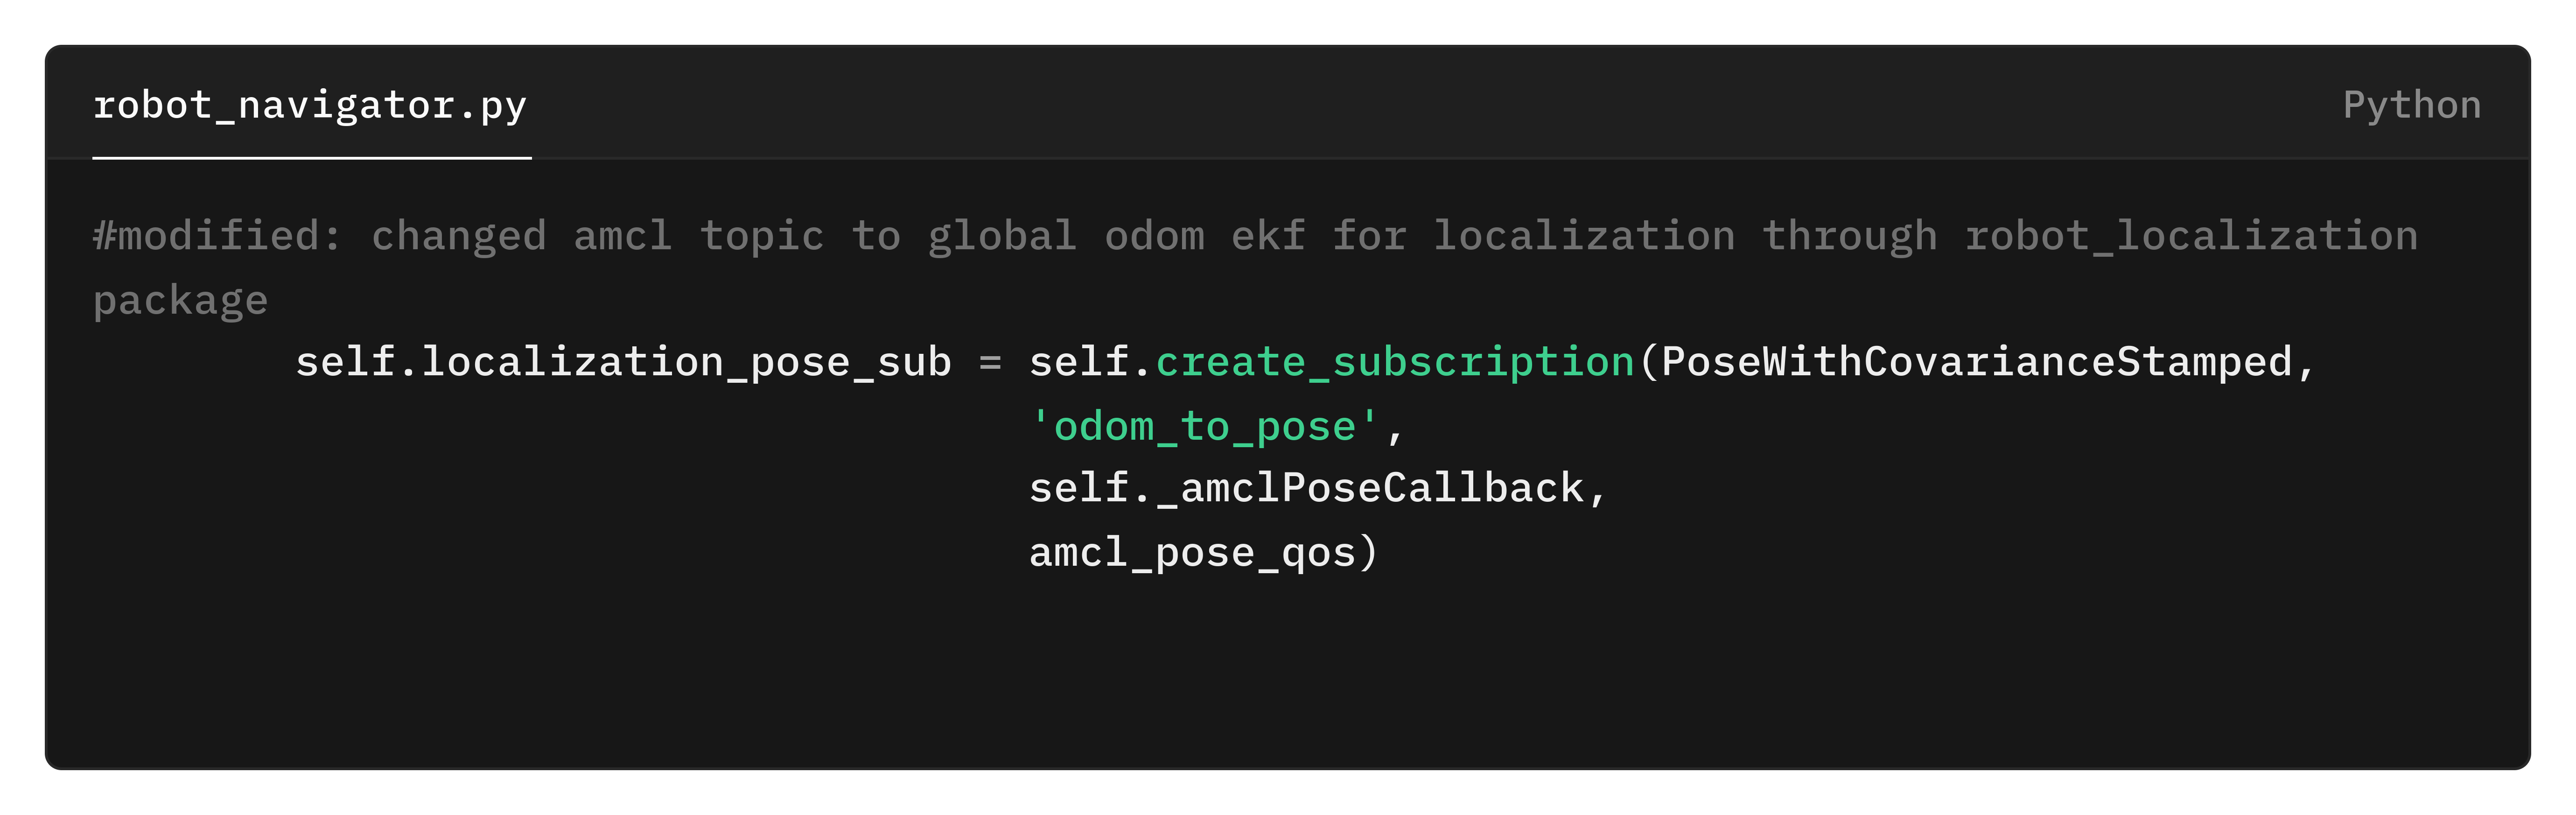 robot_navigator.py
Python
#modified: changed amcl topic to global odom ekf for localization through robot_localization
package
self.localization_pose_sub = self.create_subscription(PoseWithCovarianceStamped,
'odom_to_pose',
self._amclPoseCallback,
amcl_pose_qos)